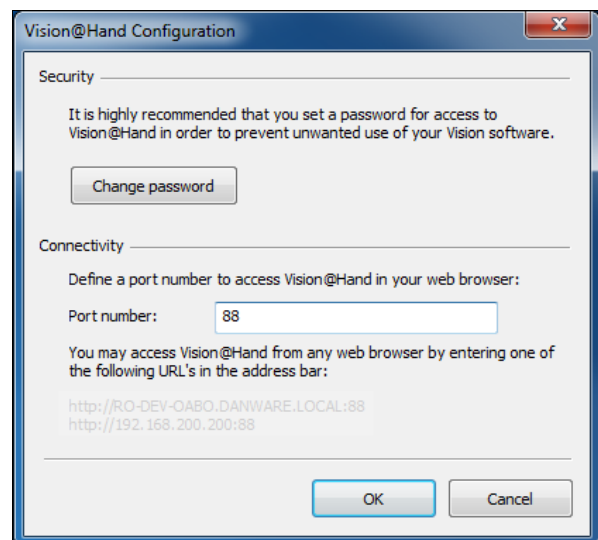 Vision@Hand Configuration
Security
It is highly recommended that you set a password for access to
Vision@Hand in order to prevent unwanted use of your Vision software.
Change password
Connectivity
Define a port number to access Vision@Hand in your web browser:
Port number: 88
You may access Vision@Hand from any web browser by entering one of
the following URL's in the address bar:
http://RO-DEV-OABO.DANWARE.LOCAL:88
http://192.168.200.200:88
OK Cancel